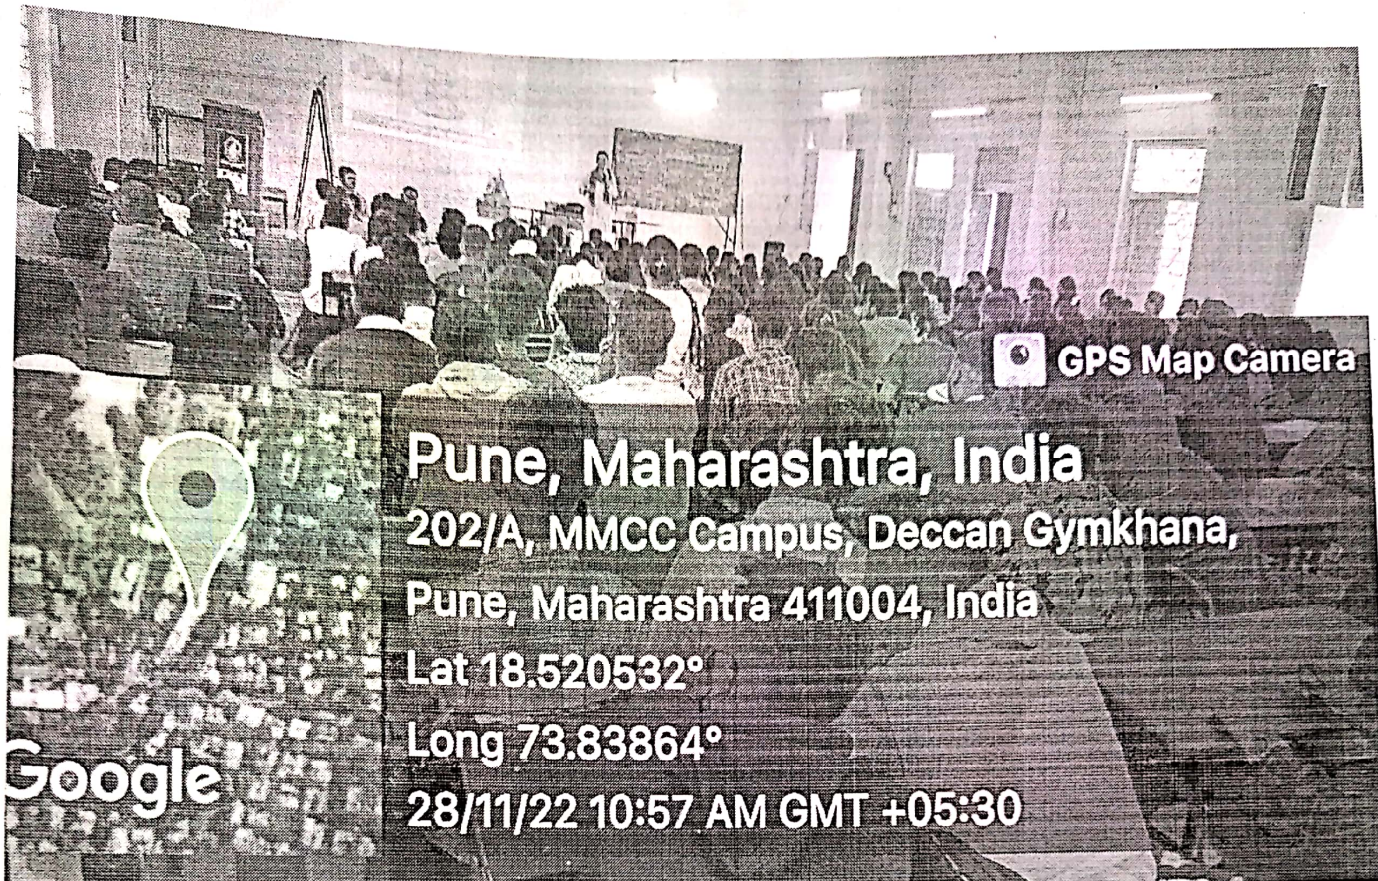 GPS Map Camera
Pune, Maharashtra, India
202/A, MMCC Campus, Deccan Gymkhana,
Pune, Maharashtra 411004, India
Lat 18.520532°
Long 73.83864°
28/11/22 10:57 AM GMT +05:30
Google